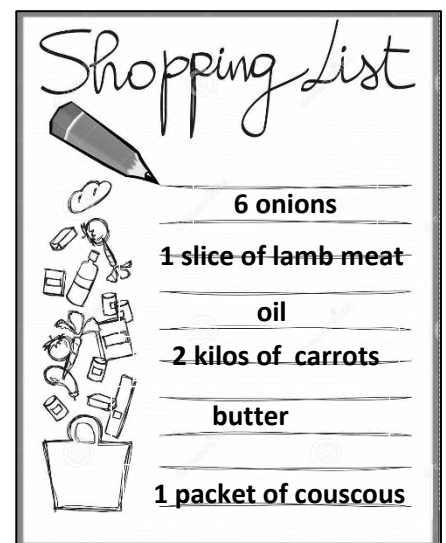 Shopping List
6 onions
1 slice of lamb meat
oil
2 kilos of carrots
butter
1 packet of couscous